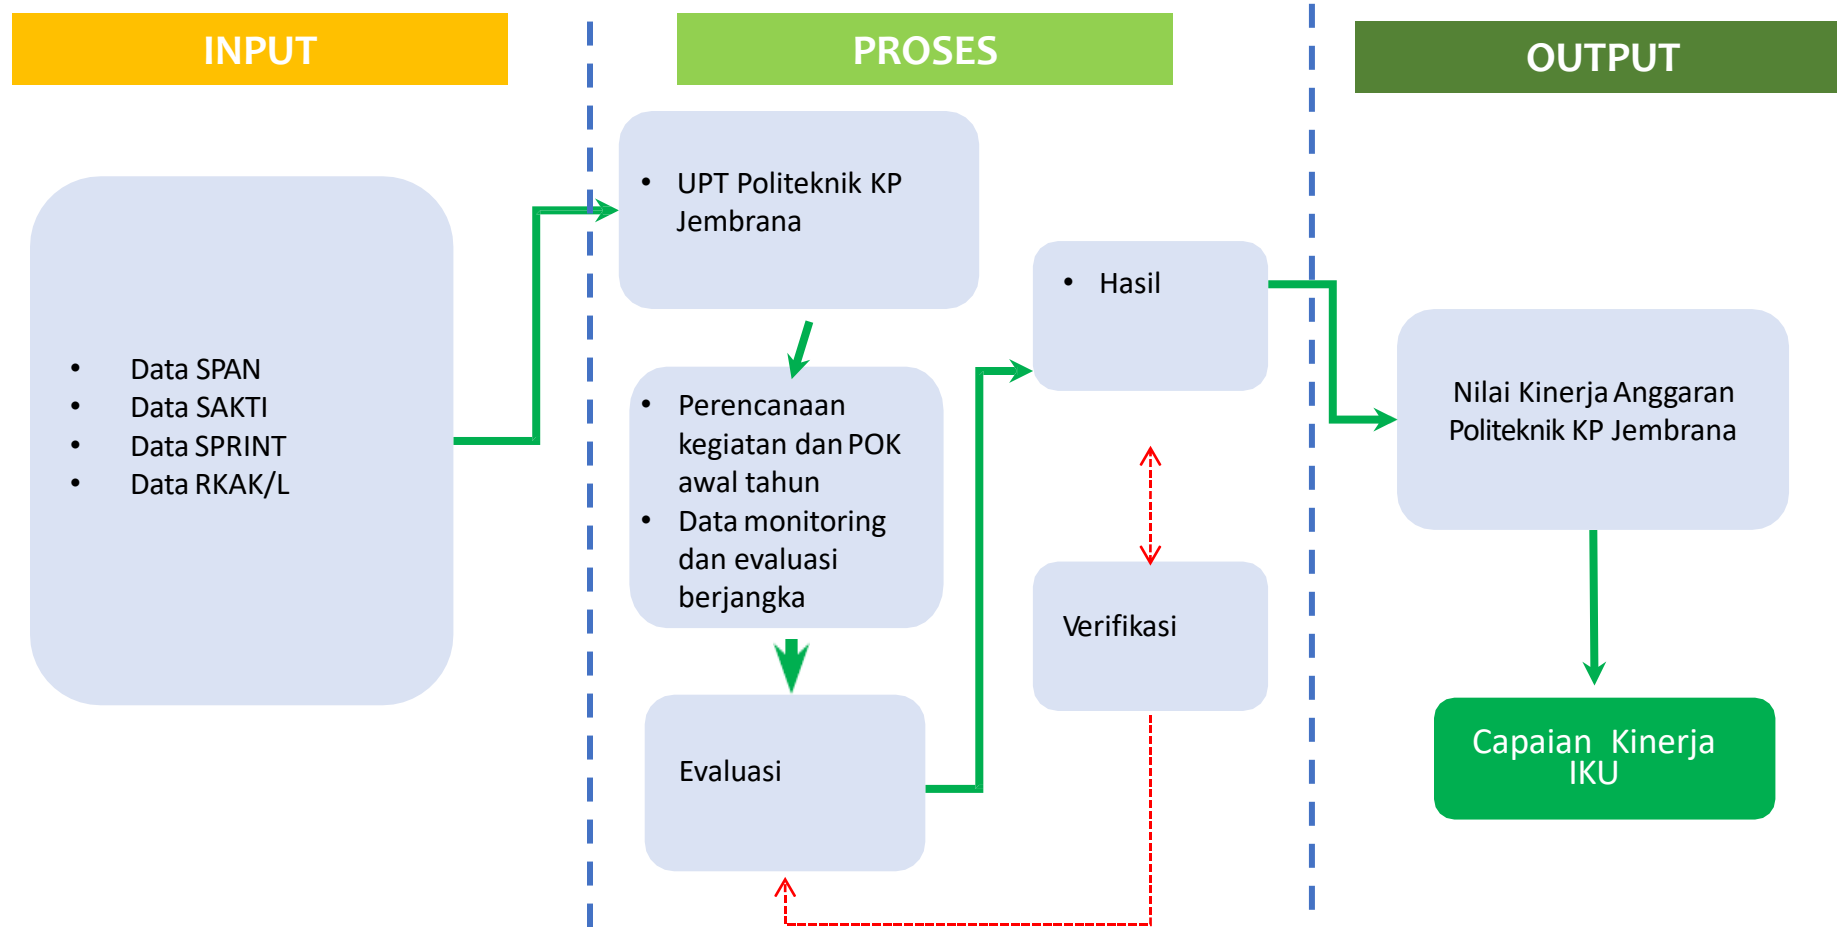 INPUT
PROSES
OUTPUT
• Data SPAN
• Data SAKTI
• Data SPRINT
• Data RKAK/L
• UPT Politeknik KP
Jembrana
• Perencanaan
kegiatan dan POK
awal tahun
• Data monitoring
dan evaluasi
berjangka
Evaluasi
• Hasil
Verifikasi
Nilai Kinerja Anggaran
Politeknik KP Jembrana
Capaian Kinerja
IKU